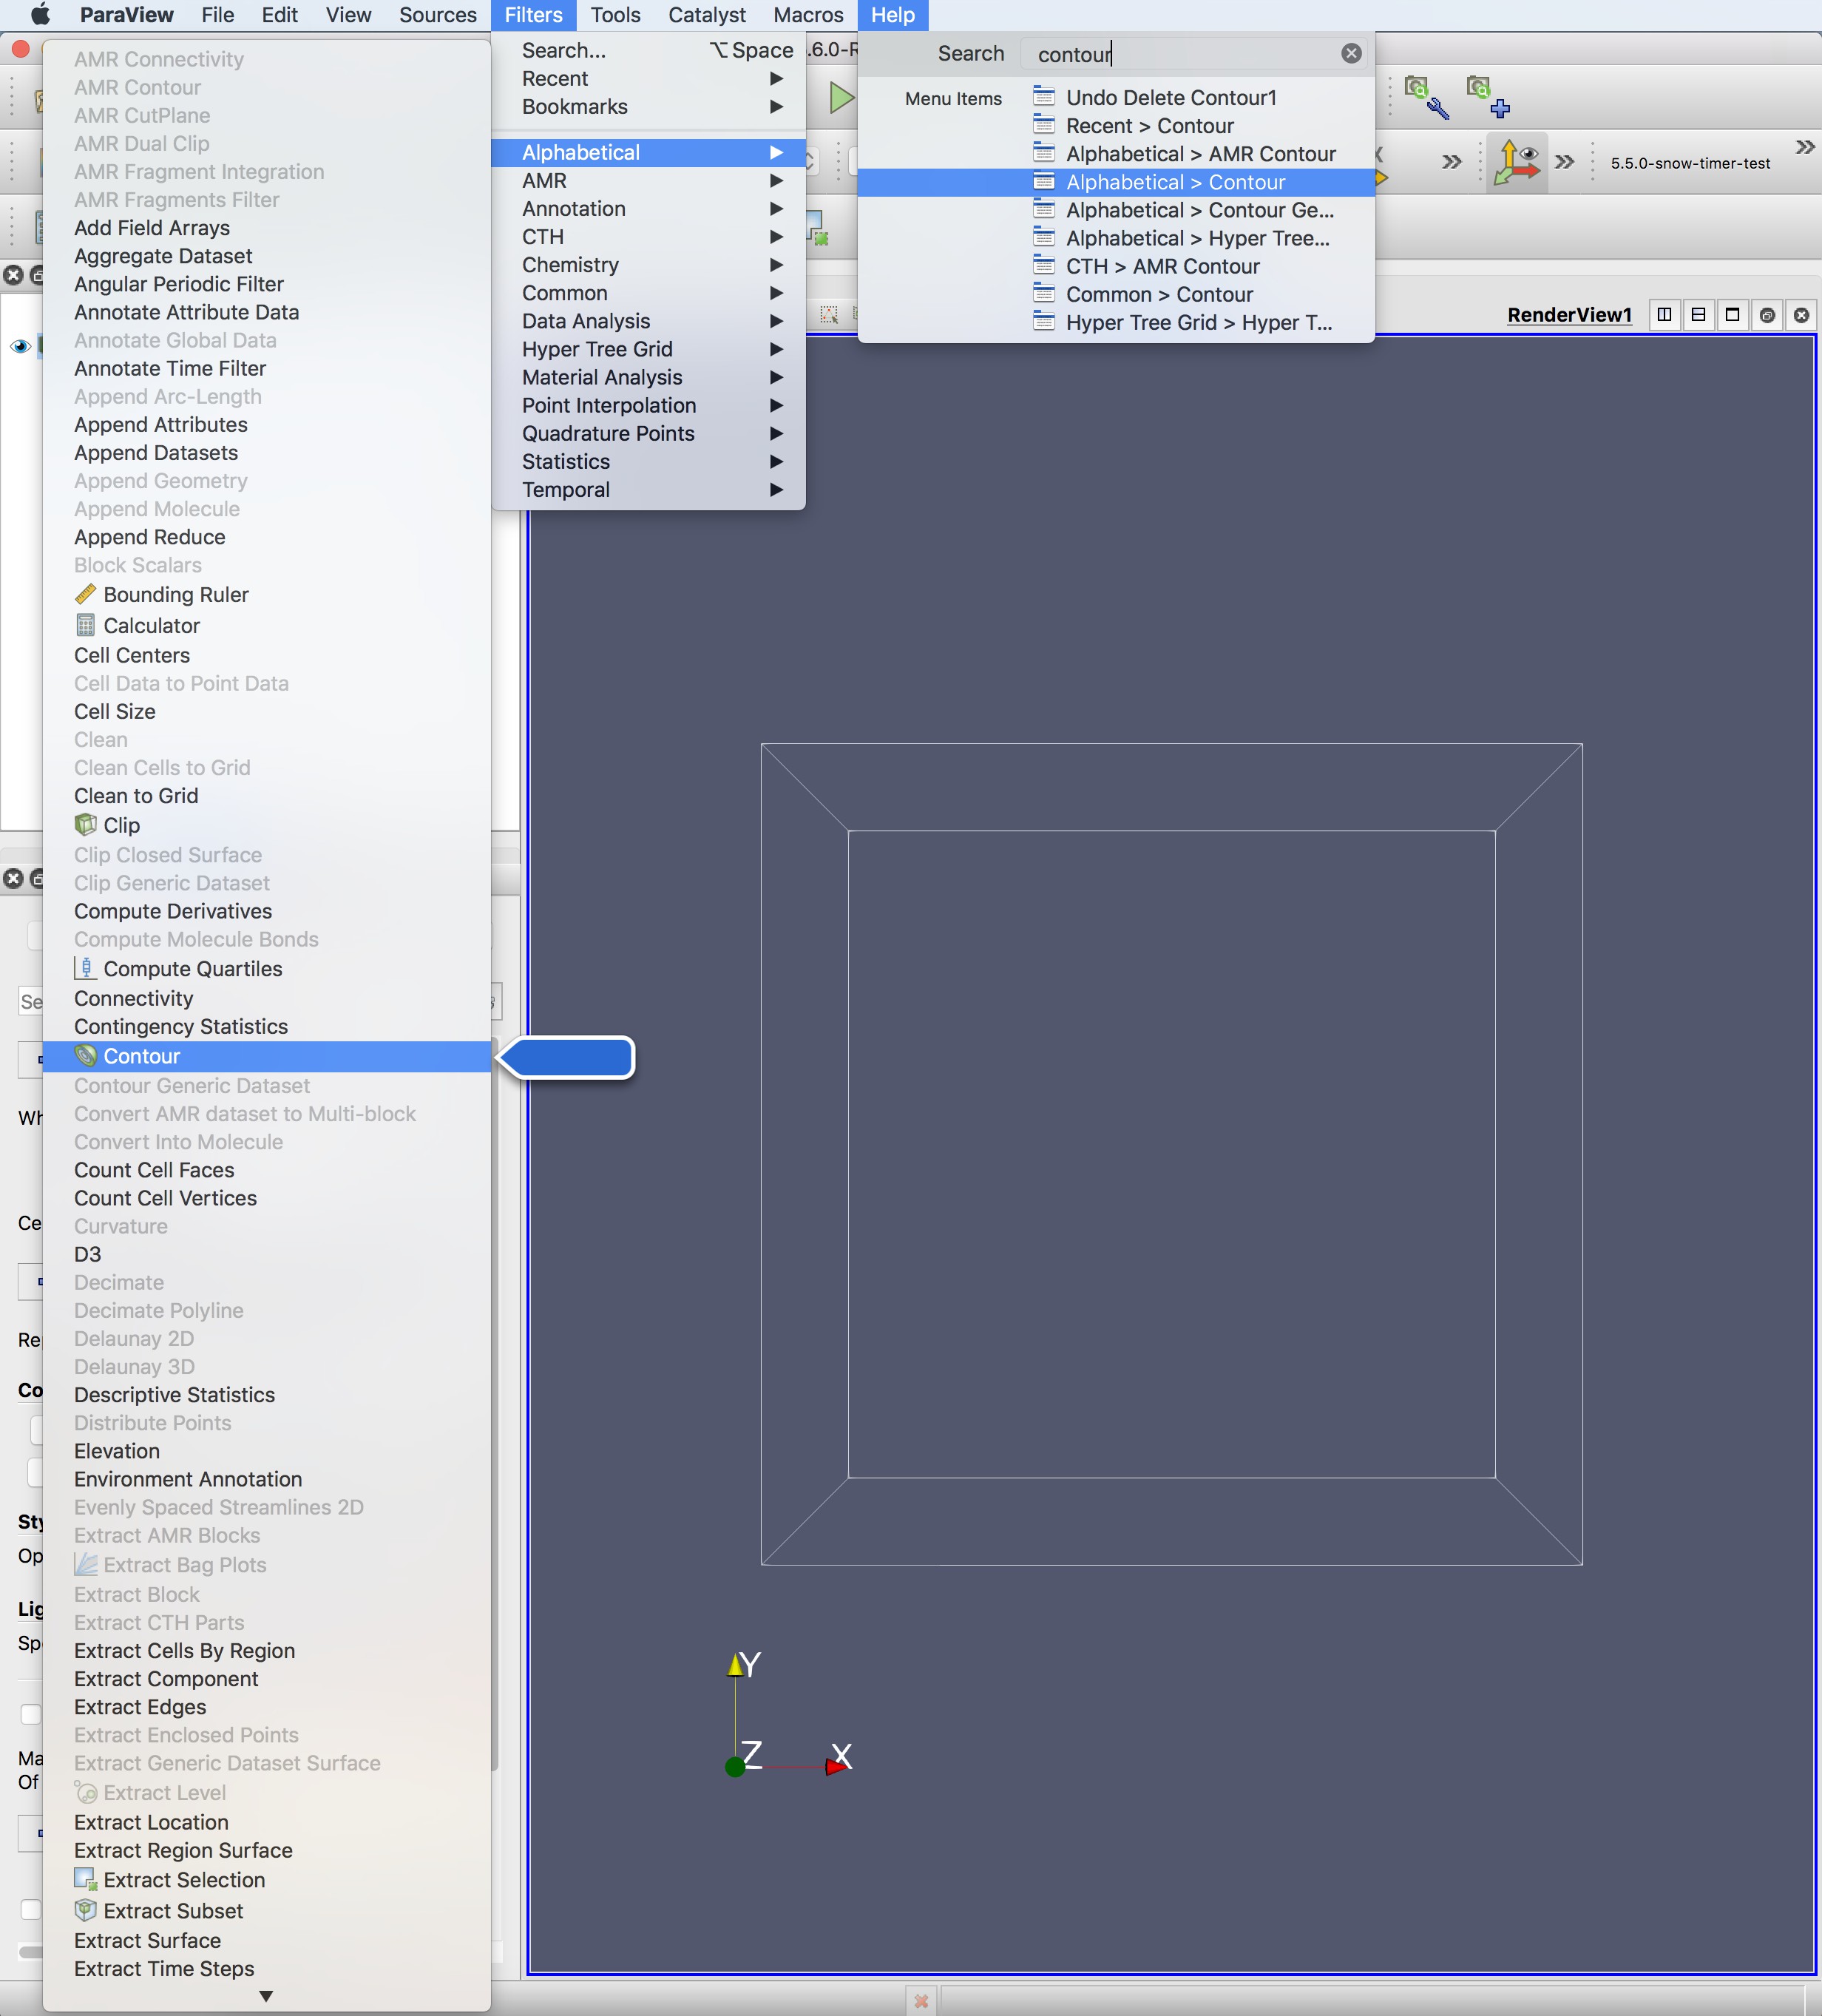 ParaView File Edit View Sources Filters Tools Catalyst Macros Help
AMR Connectivity
AMR Contour
AMR CutPlane
AMR Dual Clip
AMR Fragment Integration
AMR Fragments Filter
Add Field Arrays
Aggregate Dataset
Angular Periodic Filter
Annotate Attribute Data
Annotate Global Data
Annotate Time Filter
Append Arc-Length
Append Attributes
Append Datasets
Append Geometry
Append Molecule
Append Reduce
Block Scalars
Bounding Ruler
Calculator
Cell Centers
Cell Data to Point Data
Cell Size
Clean
Clean Cells to Grid
Clean to Grid
Clip
Clip Closed Surface
Clip Generic Dataset
Compute Derivatives
Compute Molecule Bonds
Compute Quartiles
Connectivity
Contingency Statistics
Contour
Contour Generic Dataset
Convert AMR dataset to Multi-block
Convert Into Molecule
Count Cell Faces
Count Cell Vertices
Curvature
D3
Decimate
Decimate Polyline
Delaunay 2D
Delaunay 3D
Descriptive Statistics
Distribute Points
Elevation
Environment Annotation
Evenly Spaced Streamlines 2D
Extract AMR Blocks
Extract Bag Plots
Extract Block
Extract CTH Parts
Extract Cells By Region
Extract Component
Extract Edges
Extract Enclosed Points
Extract Generic Dataset Surface
Extract Level
Extract Location
Extract Region Surface
Extract Selection
Extract Subset
Extract Surface
Extract Time Steps
Search... ⌥ Space
Recent
Bookmarks
Alphabetical
AMR
Annotation
CTH
Chemistry
Common
Data Analysis
Hyper Tree Grid
Material Analysis
Point Interpolation
Quadrature Points
Statistics
Temporal
.6.0-R
Search contour
Menu Items
Undo Delete Contour1
Recent > Contour
Alphabetical > AMR Contour
Alphabetical > Contour
Alphabetical > Contour Ge...
Alphabetical > Hyper Tree...
CTH > AMR Contour
Common > Contour
Hyper Tree Grid > Hyper T...
5.5.0-snow-timer-test
RenderView1
Se
Wh
Ce
Re
Co
Sty
Op
Lig
Sp
Ma
Of
Y
Z
X